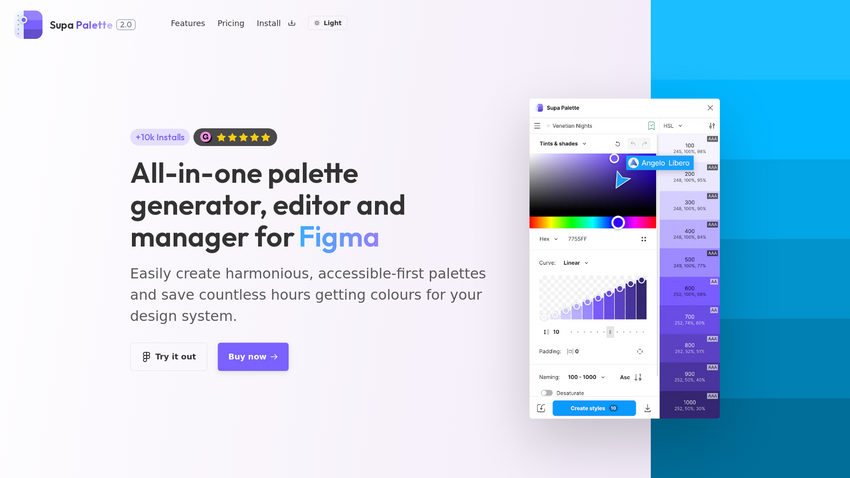 Supa Palette 2.0
Features
Pricing
Install
Light
+10k Installs
All-in-one palette
generator, editor and
manager for Figma
Easily create harmonious, accessible-first palettes
and save countless hours getting colours for your
design system.
Try it out
Buy now →
Supa Palette
Venetian Nights
HSL
Tints & shades
Angelo Libero
Hex
7755FF
Curve:
Linear
10
Padding:
0
Naming:
100 - 1000
Asc
Desaturate
Create styles 10
AAA
100
245, 100%, 98%
AAA
200
248, 100%, 95%
AAA
300
248, 100%, 90%
AAA
400
248, 100%, 84%
AAA
500
249, 100%, 77%
AA
600
252, 100%, 68%
AA
700
252, 76%, 60%
AAA
800
252, 52%, 51%
AAA
900
252, 50%, 40%
AAA
1000
252, 50%, 30%